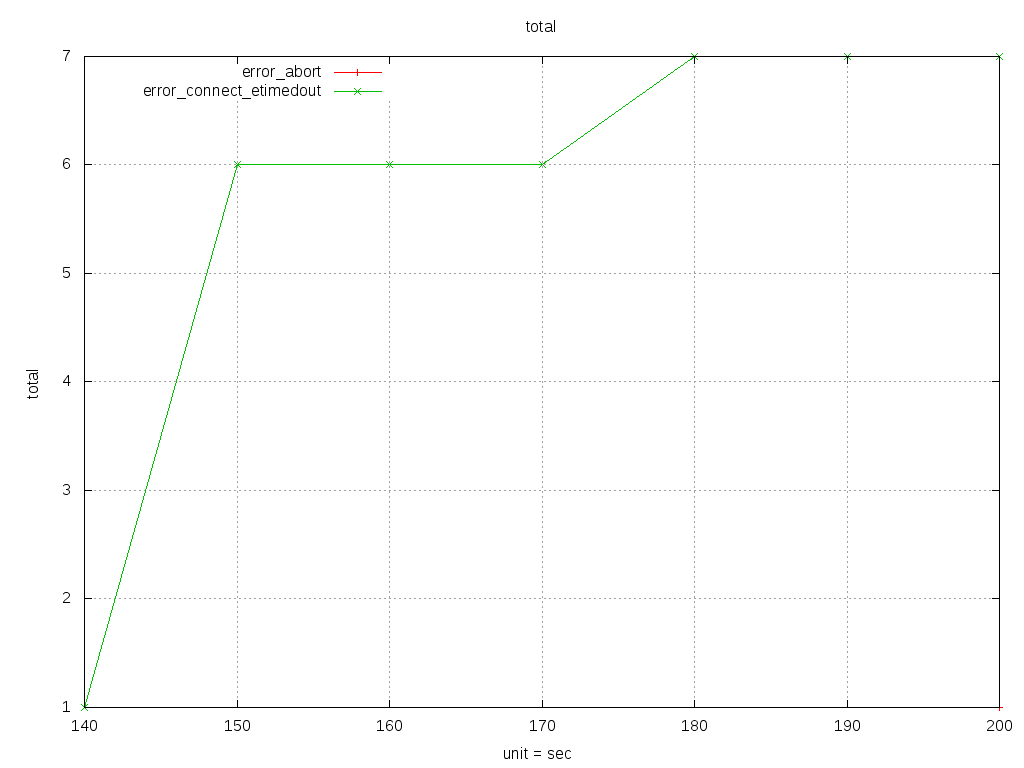 total
7
error_abort
error_connect_etimedout
6
5
total
4
3
2
1
140 150 160 170 180 190 200
unit = sec